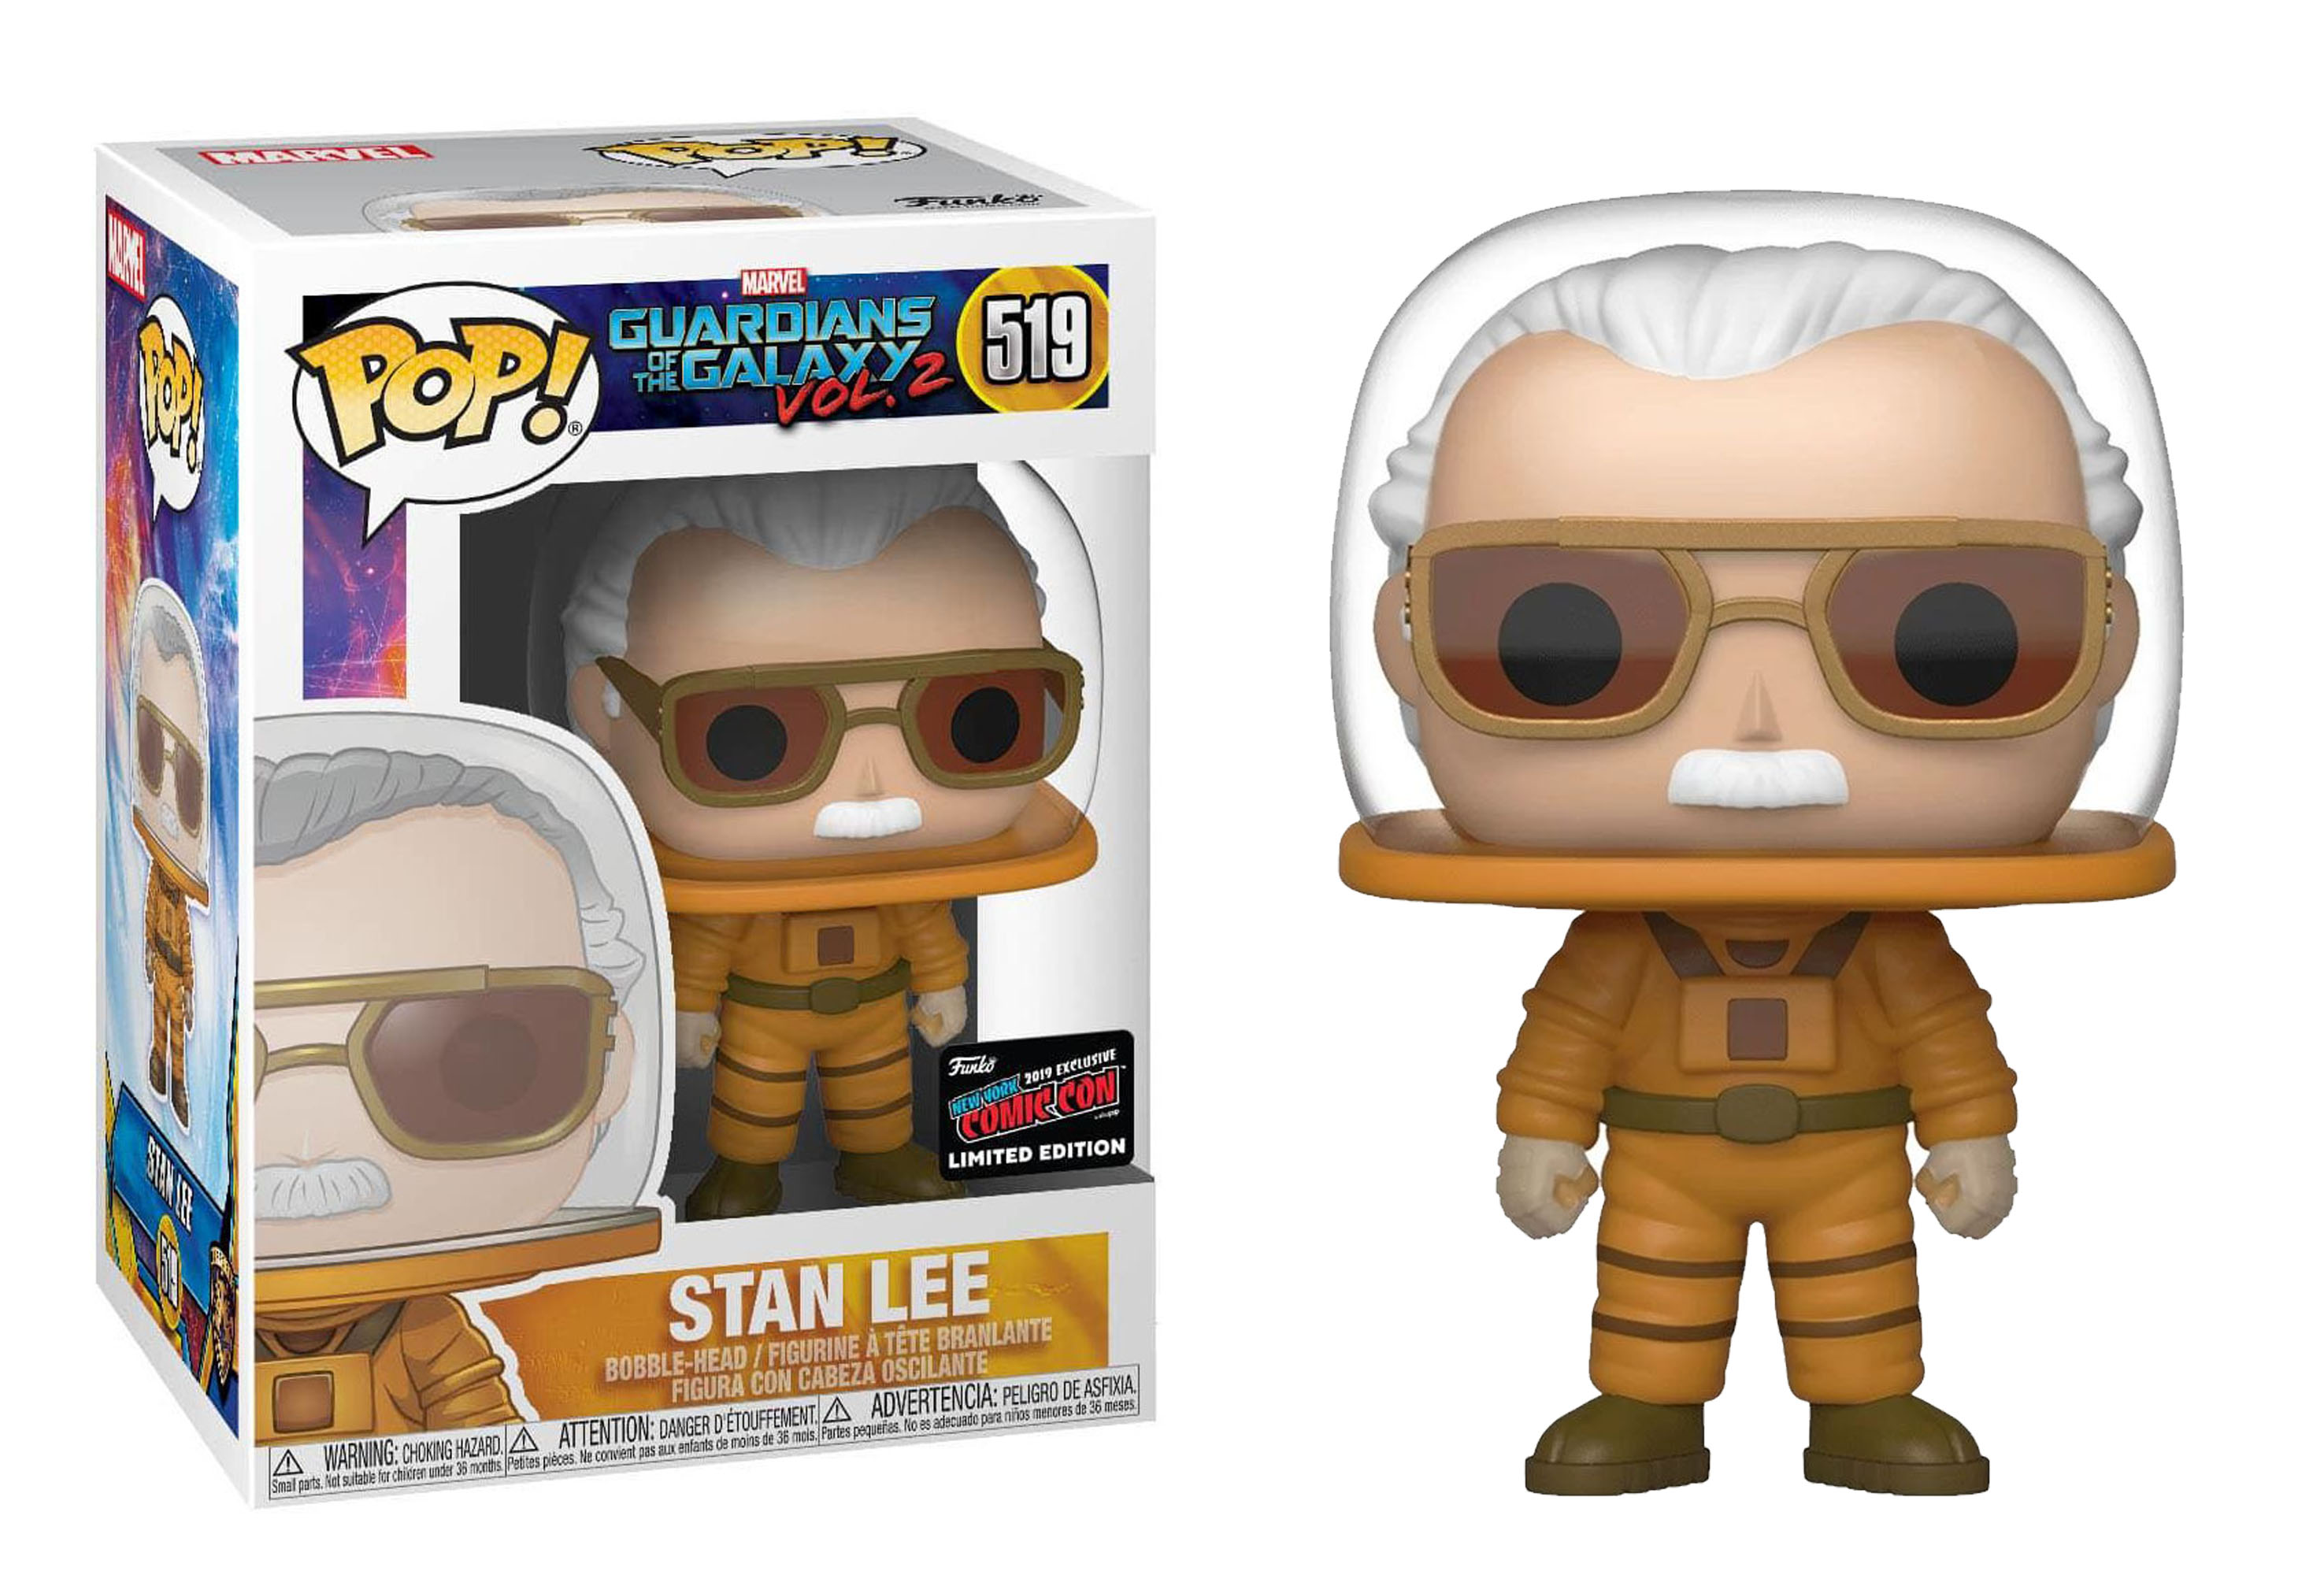 MARVEL
POP!
Funko
MARVEL
POP!
STAN LEE
519
POP!®
MARVEL
GUARDIANS
OF
THE GALAXY
VOL. 2
519
Funko®
2019 EXCLUSIVE
NEW YORK
COMIC CON
LIMITED EDITION
STAN LEE
BOBBLE-HEAD / FIGURINE À TÊTE BRANLANTE
FIGURA CON CABEZA OSCILANTE
WARNING: CHOKING HAZARD.
Small parts. Not suitable for children under 36 months.
ATTENTION: DANGER D'ÉTOUFFEMENT.
Petites pièces. Ne convient pas aux enfants de moins de 36 mois.
ADVERTENCIA: PELIGRO DE ASFIXIA.
Partes pequeñas. No es adecuado para niños menores de 36 meses.